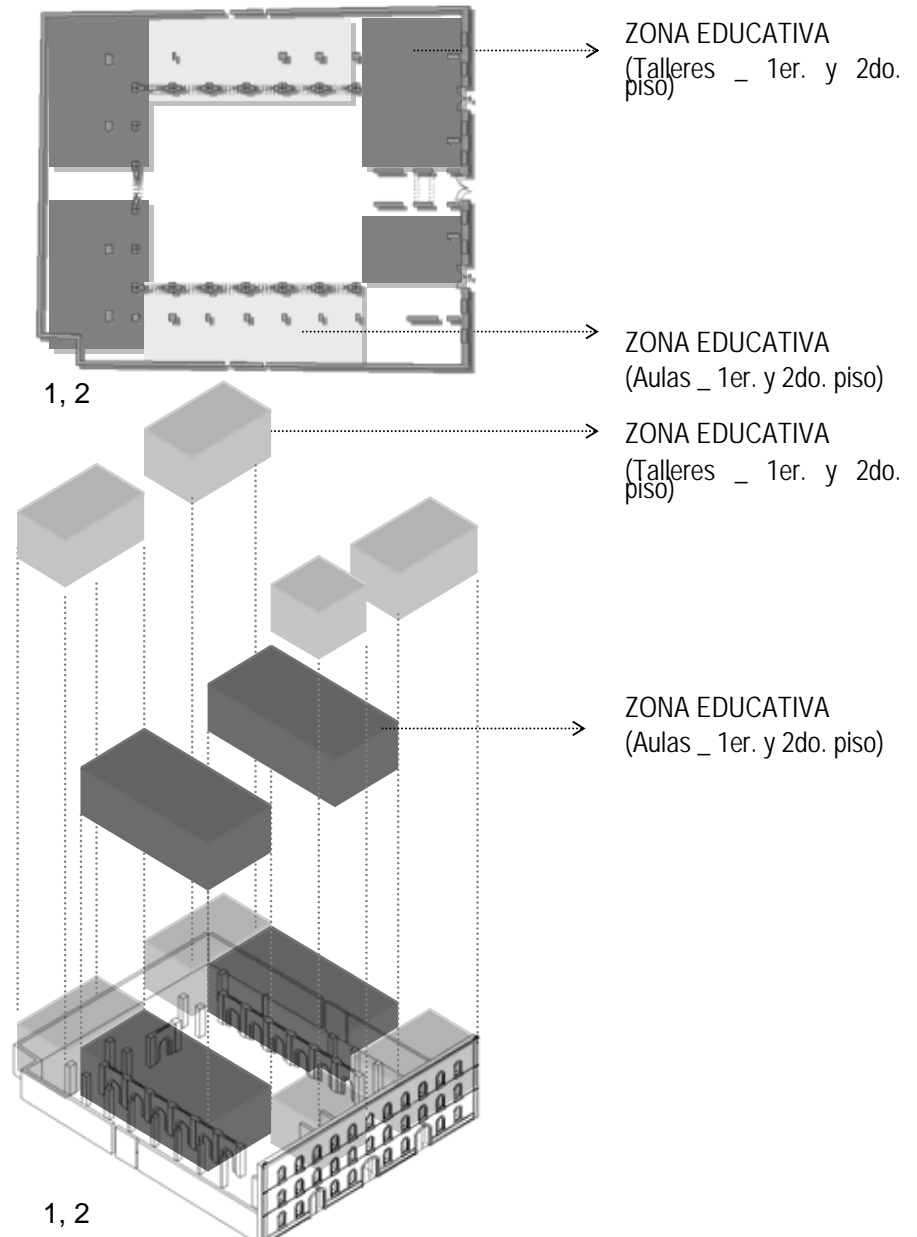 ZONA EDUCATIVA
(Talleres _ 1er. y 2do.
piso)
ZONA EDUCATIVA
(Aulas _ 1er. y 2do. piso)
1, 2
ZONA EDUCATIVA
(Talleres _ 1er. y 2do.
piso)
ZONA EDUCATIVA
(Aulas _ 1er. y 2do. piso)
1, 2